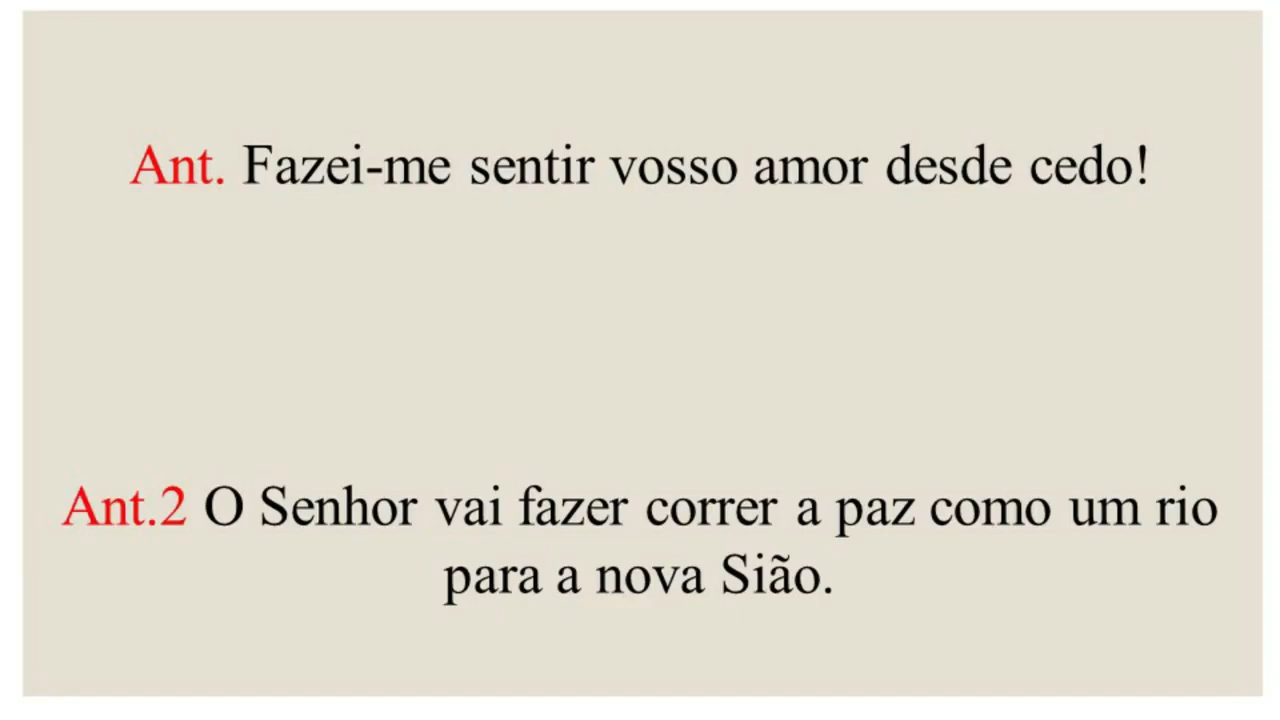 Ant. Fazei-me sentir vosso amor desde cedo!
Ant.2 O Senhor vai fazer correr a paz como um rio
para a nova Sião.